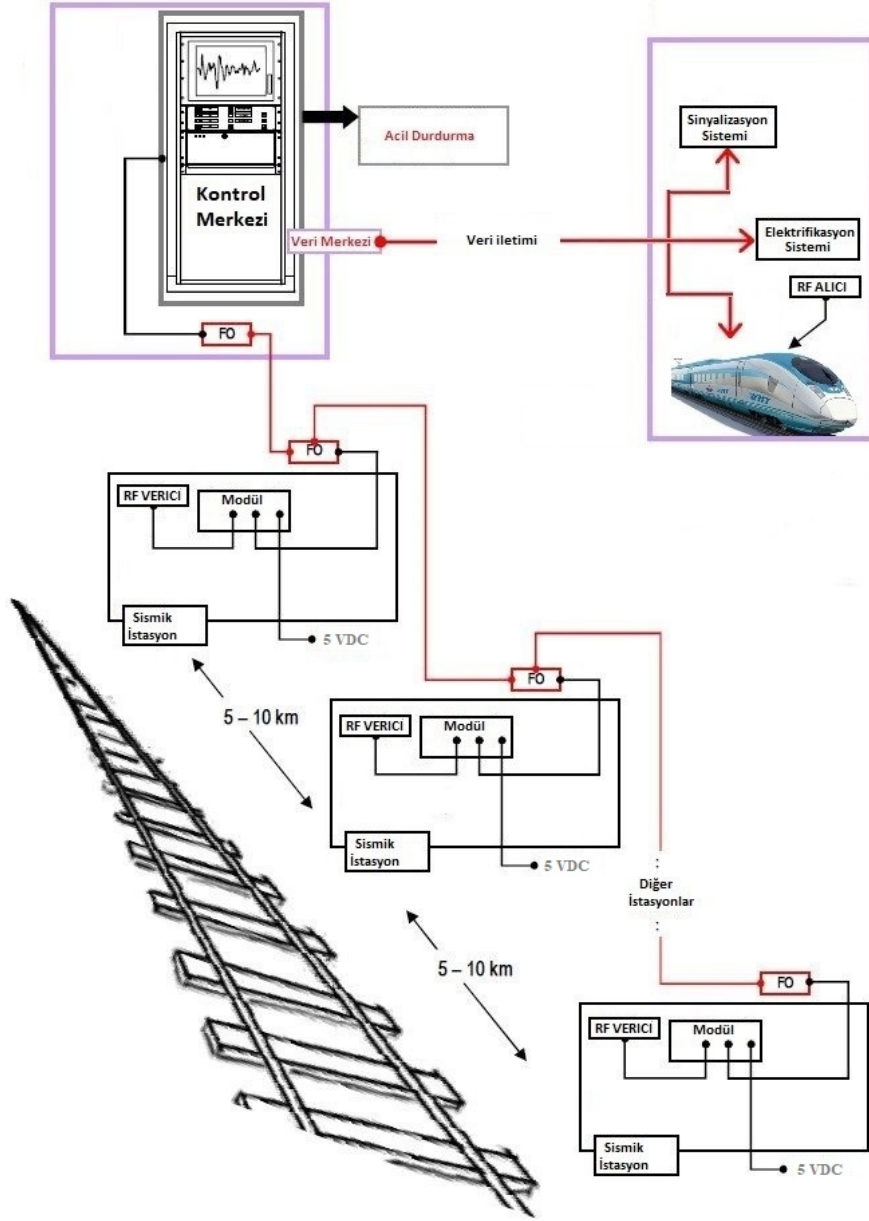 Kontrol
Merkezi
Acil Durdurma
Veri Merkezi
Veri iletimi
Sinyalizasyon
Sistemi
Elektrifikasyon
Sistemi
RF ALICI
FO
FO
RF VERICI
Modül
Sismik
İstasyon
5 VDC
5 – 10 km
FO
RF VERICI
Modül
Sismik
İstasyon
5 VDC
:
Diğer
İstasyonlar
:
5 – 10 km
FO
RF VERICI
Modül
Sismik
İstasyon
5 VDC